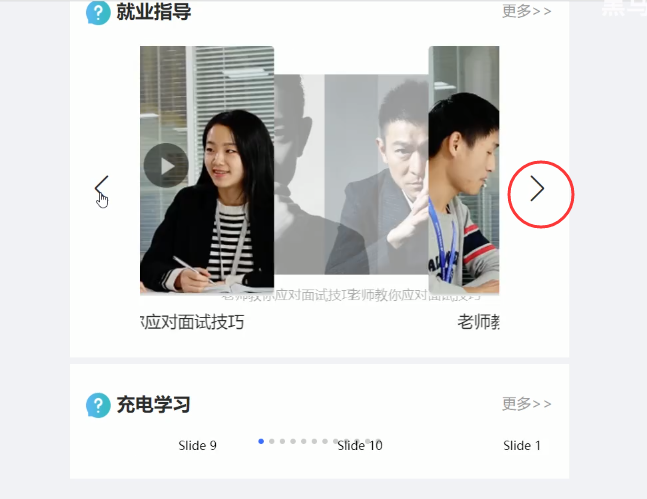 就业指导
更多>>
老师教你应对面试技巧
老师教你应对面试技巧
你应对面试技巧
老师教
充电学习
更多>>
Slide 9
Slide 10
Slide 1